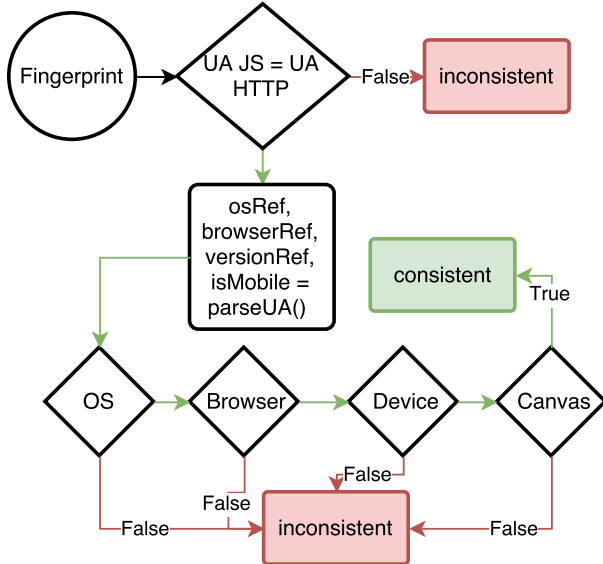 Fingerprint
UA JS = UA
HTTP
False
inconsistent
osRef,
browserRef,
versionRef,
isMobile =
parseUA()
consistent
True
OS
Browser
Device
Canvas
False
False
False
False
inconsistent